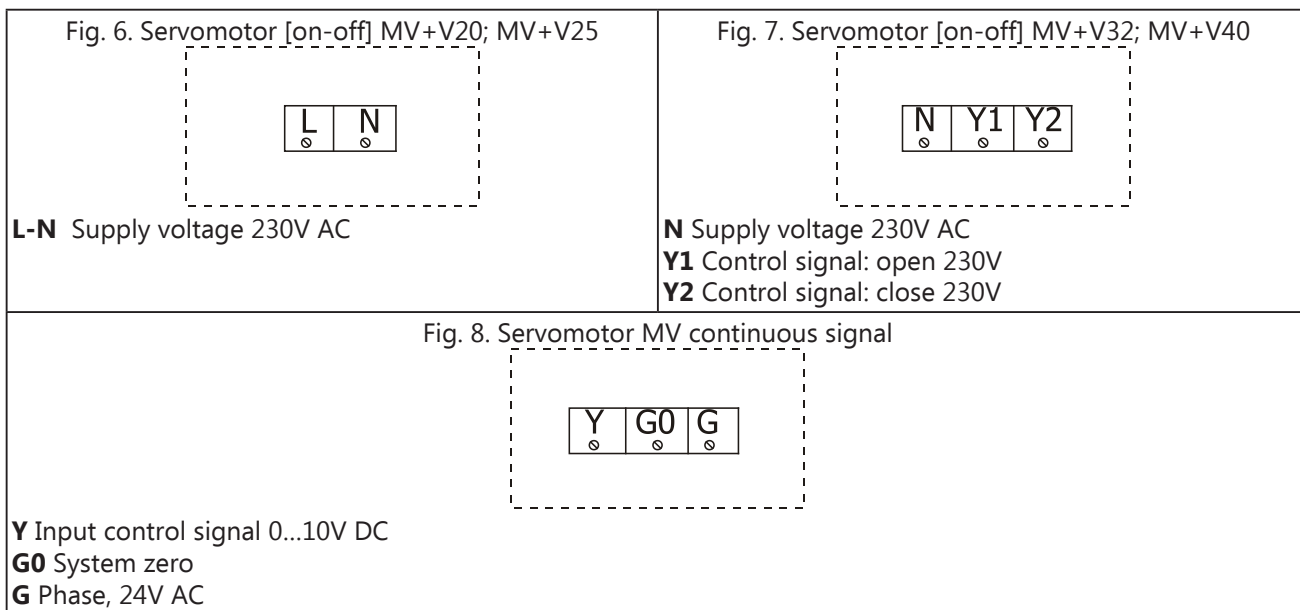 Fig. 6. Servomotor [on-off] MV+V20; MV+V25
L N
L-N Supply voltage 230V AC
Fig. 7. Servomotor [on-off] MV+V32; MV+V40
N Y1 Y2
N Supply voltage 230V AC
Y1 Control signal: open 230V
Y2 Control signal: close 230V
Fig. 8. Servomotor MV continuous signal
Y G0 G
Y Input control signal 0...10V DC
G0 System zero
G Phase, 24V AC